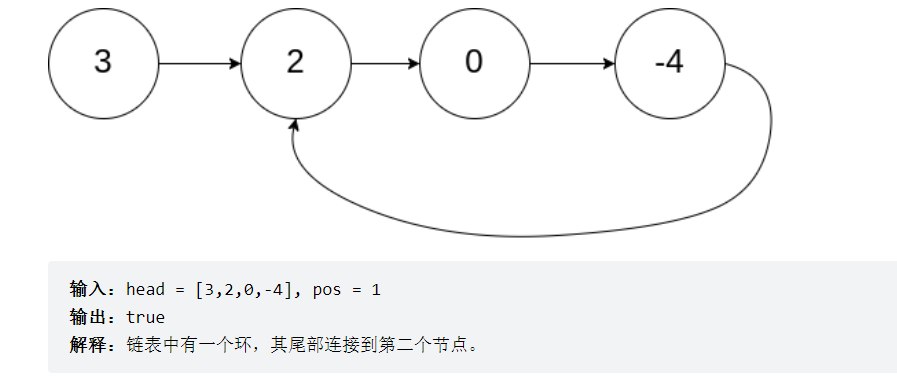 3 2 0 -4
输入：head = [3,2,0,-4], pos = 1
输出：true
解释：链表中有一个环，其尾部连接到第二个节点。